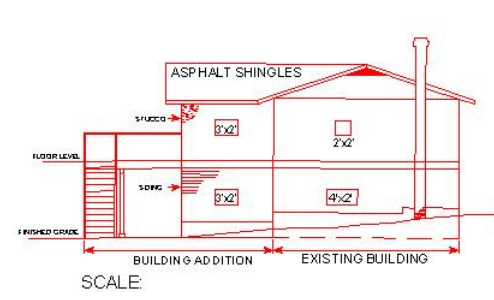 ASPHALT SHINGLES
STUCCO
3'x2'
2'x2'
FLOOR LEVEL
SIDING
3'x2'
4'x2'
FINISHED GRADE
BUILDING ADDITION
EXISTING BUILDING
SCALE: